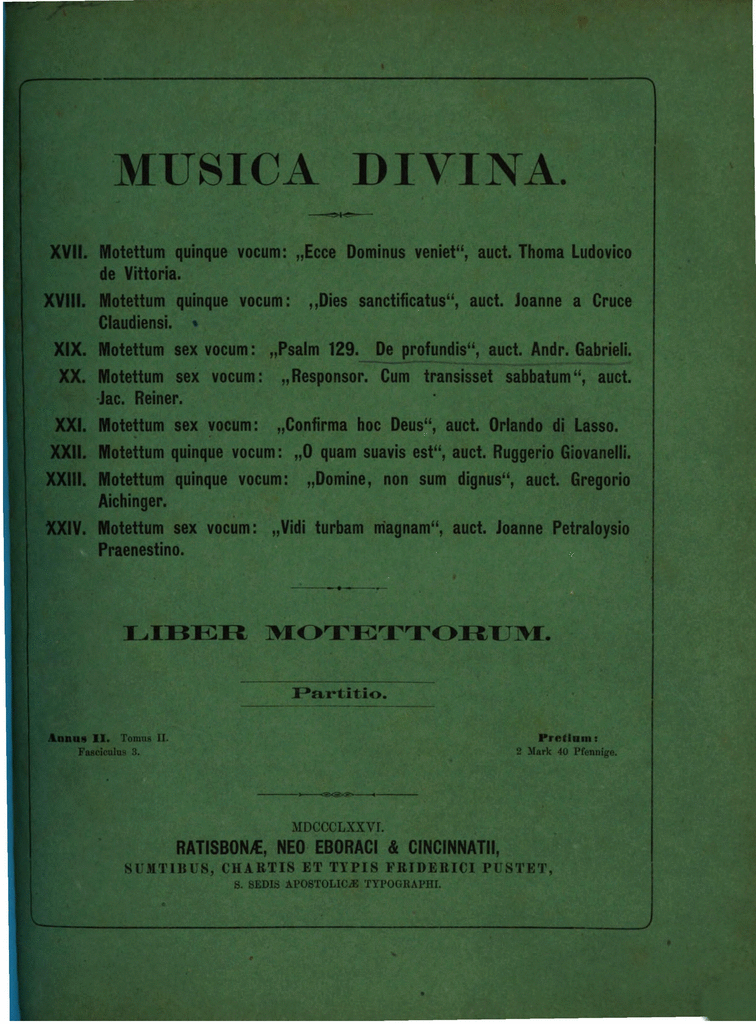 MUSICA DIVINA.
XVII. Motettum quinque vocum: „Ecce Dominus veniet“, auct. Thoma Ludovico
de Vittoria.
XVIII. Motettum quinque vocum: „Dies sanctificatus“, auct. Joanne a Cruce
Claudiensi.
XIX. Motettum sex vocum: „Psalm 129. De profundis“, auct. Andr. Gabrieli.
XX. Motettum sex vocum: „Responsor. Cum transisset sabbatum“, auct.
Jac. Reiner.
XXI. Motettum sex vocum: „Confirma hoc Deus“, auct. Orlando di Lasso.
XXII. Motettum quinque vocum: „O quam suavis est“, auct. Ruggerio Giovanelli.
XXIII. Motettum quinque vocum: „Domine, non sum dignus“, auct. Gregorio
Aichinger.
XXIV. Motettum sex vocum: „Vidi turbam magnam“, auct. Joanne Petraloysio
Praenestino.
LIBER MOTETTORUM.
Partitio.
Annus II. Tomus II.
Fasciculus 3.
Pretium:
2 Mark 40 Pfennige.
MDCCCLXXVI.
RATISBONÆ, NEO EBORACI & CINCINNATII,
SUMTIBUS, CHARTIS ET TYPIS FRIDERICI PUSTET,
S. SEDIS APOSTOLICÆ TYPOGRAPHI.